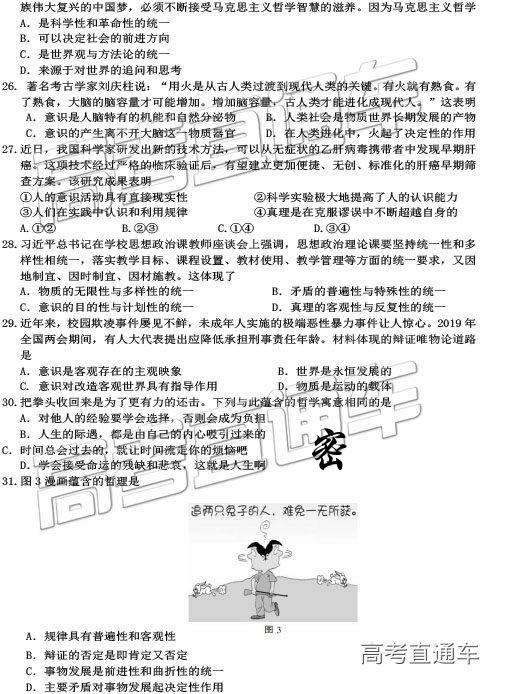 族伟大复兴的中国梦，必须不断接受马克思主义哲学智慧的滋养。因为马克思主义哲学
A．是科学性和革命性的统一
B．可以决定社会的前进方向
C．是世界观与方法论的统一
D．来源于对世界的追问和思考
26．著名考古学家刘庆柱说：“用火是从古人类过渡到现代人类的关键。有火就有熟食。有
了熟食，大脑的脑容量才可能增加。增加脑容量，古人类才能进化成现代人。”这表明
A．意识是人脑特有的机能和自然分泌物 B．人类社会是物质世界长期发展的产物
C．意识的产生离不开大脑这一物质器官 D．在人类进化中，火起了决定性的作用
27．近日，我国科学家研发出新的技术方法，可以从无症状的乙肝病毒携带者中发现早期肝
癌。这项技术经过严格的临床验证后，有望建立更加便捷、无创、标准化的肝癌早期筛
查方案。该研究成果表明
①人的意识活动具有直接现实性 ②科学实验极大地提高了人的认识能力
③人们在实践中认识和利用规律 ④真理是在克服谬误中不断超越自身的
A.①② B.②③ C.①④ D.③④
28．习近平总书记在学校思想政治课教师座谈会上强调，思想政治理论课要坚持统一性和多
样性相统一，落实教学目标、课程设置、教材使用、教学管理等方面的统一要求，又因
地制宜、因时制宜、因材施教。这体现了
A．物质的无限性与多样性的统一 B．矛盾的普遍性与特殊性的统一
C．意识的目的性与计划性的统一 D．真理的客观性与反复性的统一
29．近年来，校园欺凌事件屡见不鲜，未成年人实施的极端恶性暴力事件让人惊心。2019 年
全国两会期间，有人大代表提出应降低承担刑事责任年龄。材料体现的辩证唯物论道路
是
A．意识是客观存在的主观映象 B．世界是永恒发展的
C．意识对改造客观世界具有指导作用 D．物质是运动的载体
30．把拳头收回来是为了更有力的还击。下列与此蕴含的哲学寓意相同的是
A．对他人的经验要学会选择，否则会成为负担
B．人生的际遇，都是由自己的内心吸引过来的
C．时间总会过去的，就让时间流走你的烦恼吧
D．学会接受命运的残缺和悲哀，这就是人生啊
密
31．图 3 漫画蕴含的哲理是
追两只兔子的人，难免一无所获。
图 3
A．规律具有普遍性和客观性
B．辩证的否定是即肯定又否定
C．事物发展是前进性和曲折性的统一
D．主要矛盾对事物发展起决定性作用
高考直通车
高考直通车
高考直通车
高考直通车